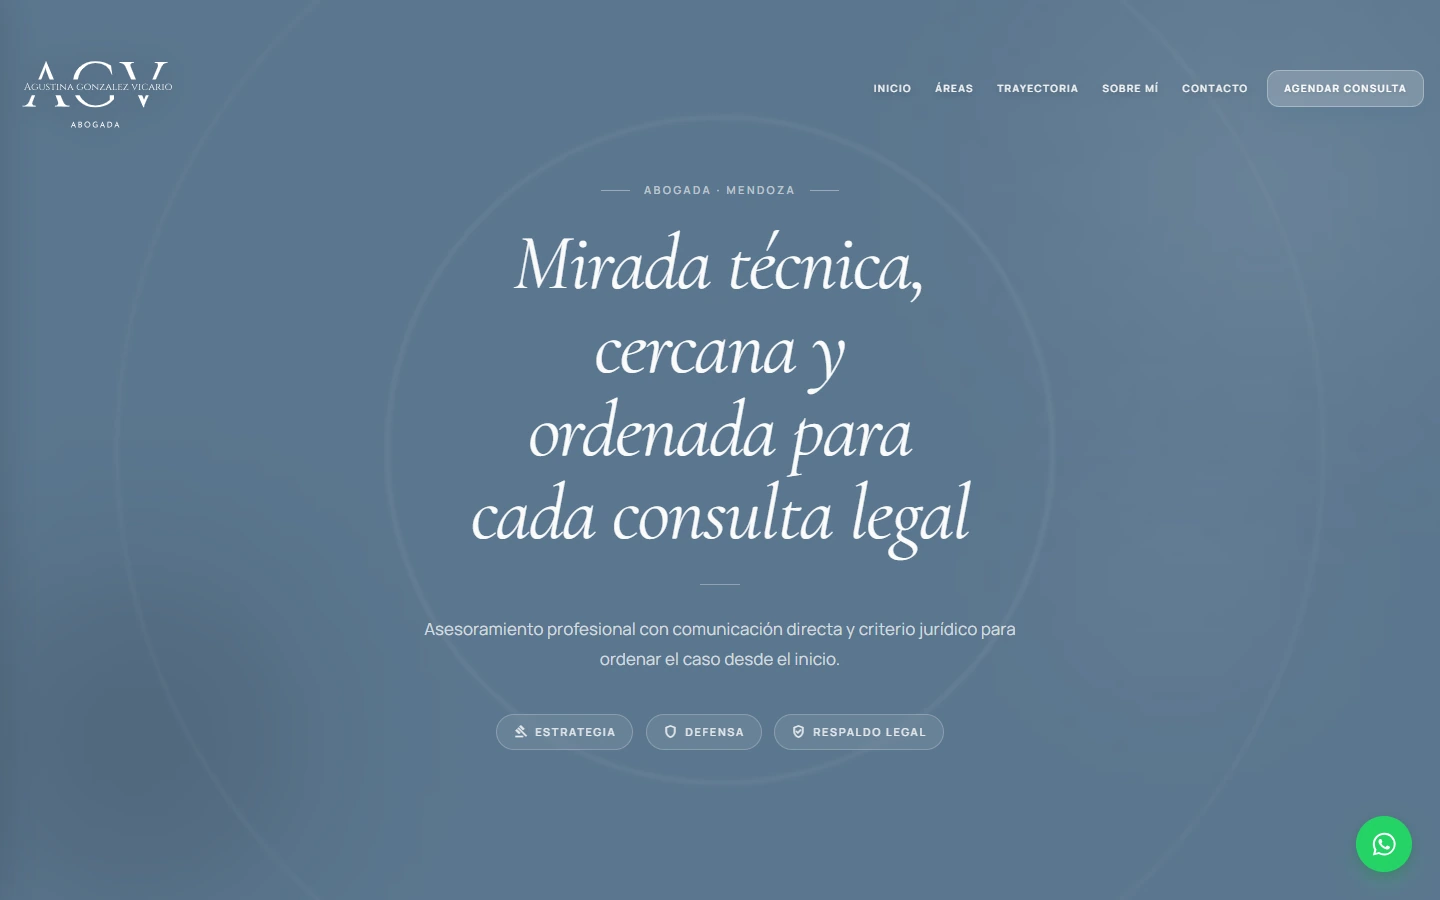 AGV
AGUSTINA GONZALEZ VICARIO
ABOGADA
INICIO
ÁREAS
TRAYECTORIA
SOBRE MÍ
CONTACTO
AGENDAR CONSULTA
ABOGADA · MENDOZA
Mirada técnica,
cercana y
ordenada para
cada consulta legal
Asesoramiento profesional con comunicación directa y criterio jurídico para
ordenar el caso desde el inicio.
ESTRATEGIA
DEFENSA
RESPALDO LEGAL